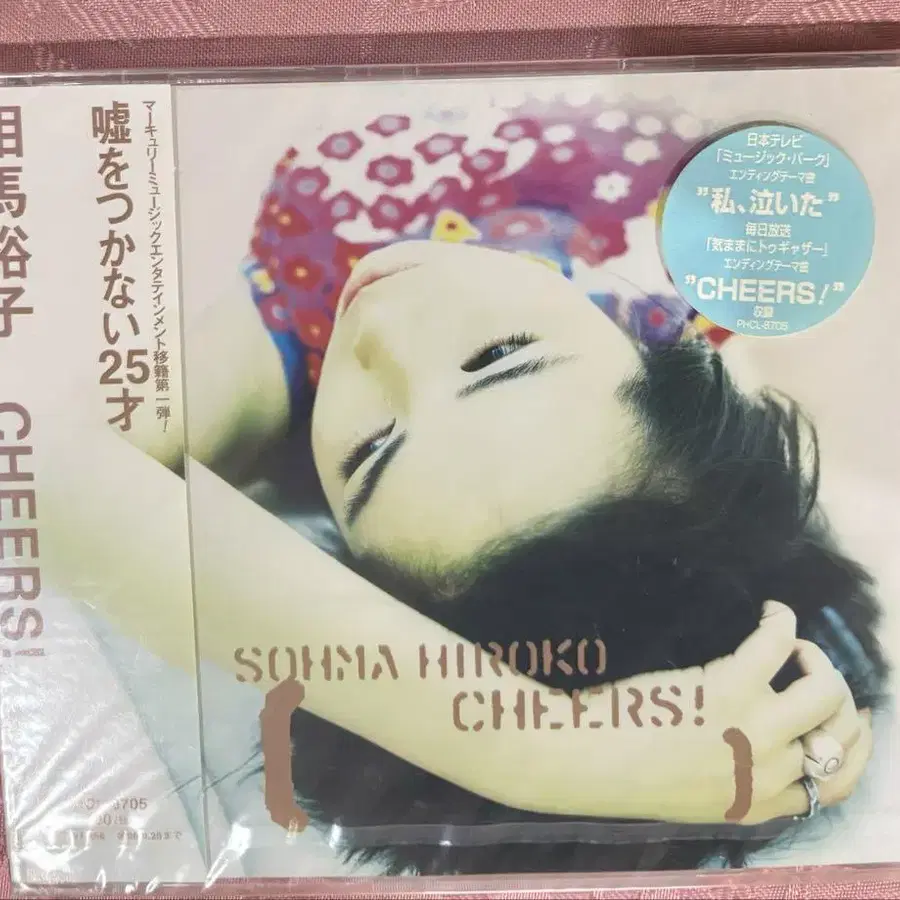 相馬裕子 CHEERS!
嘘をつかない25才
マーキュリーミュージックエンタテインメント移籍第一弾!
日本テレビ
「ミュージック・パーク」
エンディングテーマ曲
"私、泣いた"
毎日放送
「気ままにトゥギャザー」
エンディングテーマ曲
"CHEERS!"
収録
PHCL-8705
SOHMA HIROKO
CHEERS!